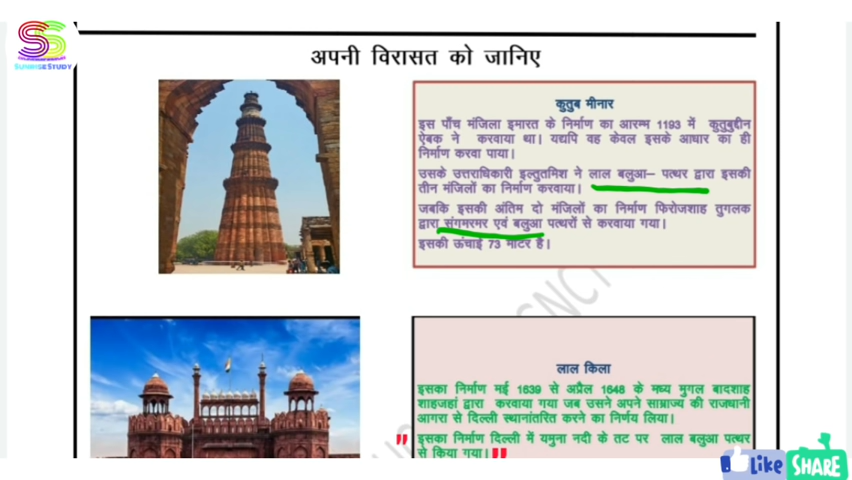 SS
SUNRISE STUDY
अपनी विरासत को जानिए
कुतुब मीनार
इस पाँच मंजिला इमारत के निर्माण का आरम्भ 1193 में कुतुबुद्दीन
ऐबक ने करवाया था। यद्यपि वह केवल इसके आधार का ही
निर्माण करवा पाया।
उसके उत्तराधिकारी इल्तुतमिश ने लाल बलुआ– पत्थर द्वारा इसकी
तीन मंजिलों का निर्माण करवाया।
जबकि इसकी अंतिम दो मंजिलों का निर्माण फिरोजशाह तुगलक
द्वारा संगमरमर एवं बलुआ पत्थरों से करवाया गया।
इसकी ऊंचाई 73 मीटर है।
लाल किला
इसका निर्माण मई 1639 से अप्रैल 1648 के मध्य मुगल बादशाह
शाहजहां द्वारा करवाया गया जब उसने अपने साम्राज्य की राजधानी
आगरा से दिल्ली स्थानांतरित करने का निर्णय लिया।
" इसका निर्माण दिल्ली में यमुना नदी के तट पर लाल बलुआ पत्थर
से किया गया। "
Like SHARE